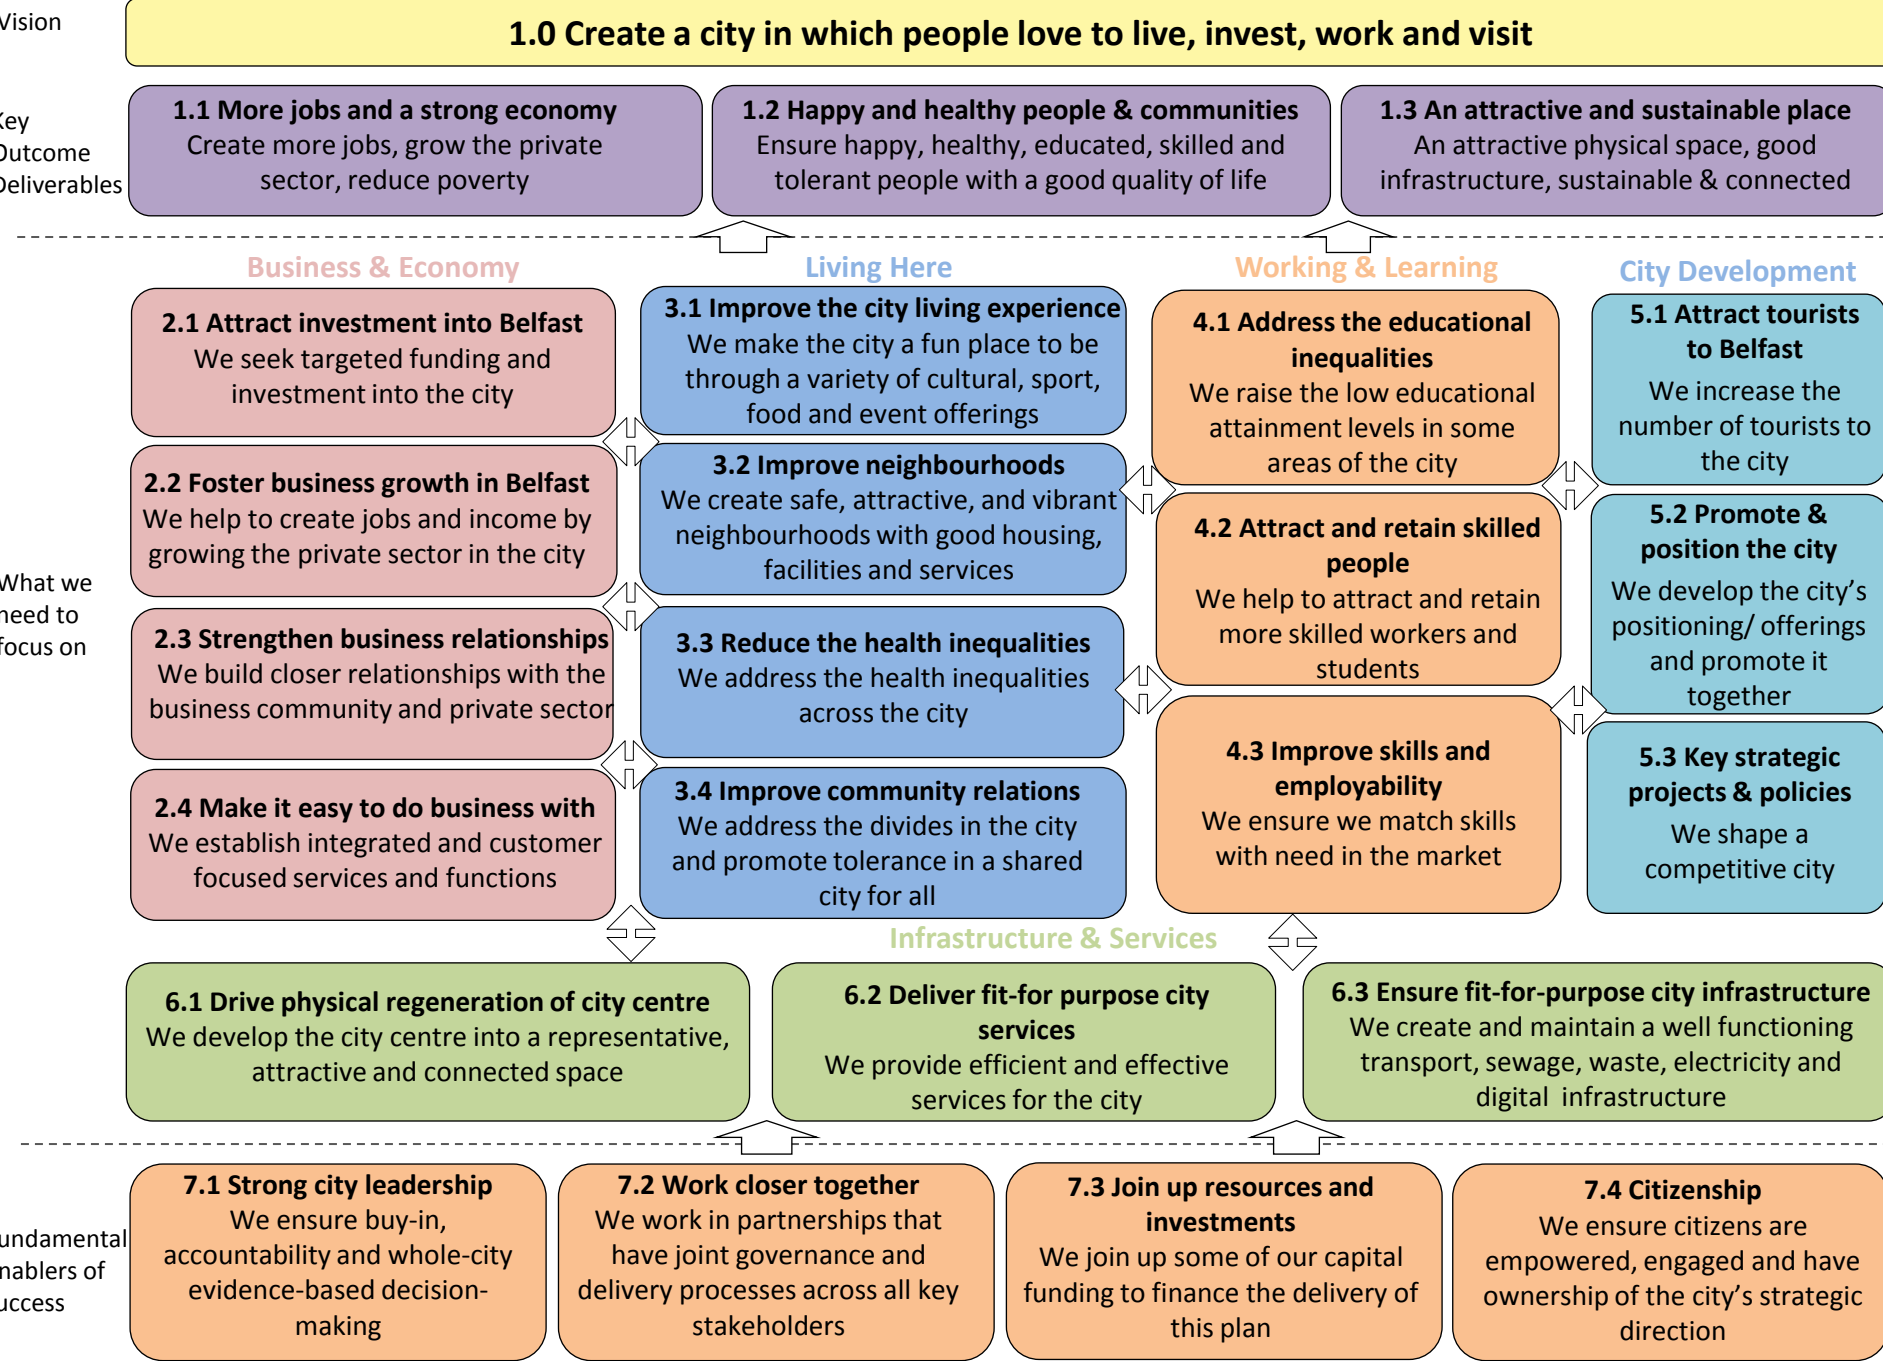 Vision
1.0 Create a city in which people love to live, invest, work and visit
Key
Outcome
Deliverables
1.1 More jobs and a strong economy
Create more jobs, grow the private
sector, reduce poverty
1.2 Happy and healthy people & communities
Ensure happy, healthy, educated, skilled and
tolerant people with a good quality of life
1.3 An attractive and sustainable place
An attractive physical space, good
infrastructure, sustainable & connected
What we
need to
focus on
Business & Economy
2.1 Attract investment into Belfast
We seek targeted funding and
investment into the city
2.2 Foster business growth in Belfast
We help to create jobs and income by
growing the private sector in the city
2.3 Strengthen business relationships
We build closer relationships with the
business community and private sector
2.4 Make it easy to do business with
We establish integrated and customer
focused services and functions
Living Here
3.1 Improve the city living experience
We make the city a fun place to be
through a variety of cultural, sport,
food and event offerings
3.2 Improve neighbourhoods
We create safe, attractive, and vibrant
neighbourhoods with good housing,
facilities and services
3.3 Reduce the health inequalities
We address the health inequalities
across the city
3.4 Improve community relations
We address the divides in the city
and promote tolerance in a shared
city for all
Working & Learning
4.1 Address the educational
inequalities
We raise the low educational
attainment levels in some
areas of the city
4.2 Attract and retain skilled
people
We help to attract and retain
more skilled workers and
students
4.3 Improve skills and
employability
We ensure we match skills
with need in the market
City Development
5.1 Attract tourists
to Belfast
We increase the
number of tourists to
the city
5.2 Promote &
position the city
We develop the city's
positioning/ offerings
and promote it
together
5.3 Key strategic
projects & policies
We shape a
competitive city
Infrastructure & Services
6.1 Drive physical regeneration of city centre
We develop the city centre into a representative,
attractive and connected space
6.2 Deliver fit-for purpose city
services
We provide efficient and effective
services for the city
6.3 Ensure fit-for-purpose city infrastructure
We create and maintain a well functioning
transport, sewage, waste, electricity and
digital infrastructure
undamental
nablers of
uccess
7.1 Strong city leadership
We ensure buy-in,
accountability and whole-city
evidence-based decision-
making
7.2 Work closer together
We work in partnerships that
have joint governance and
delivery processes across all key
stakeholders
7.3 Join up resources and
investments
We join up some of our capital
funding to finance the delivery of
this plan
7.4 Citizenship
We ensure citizens are
empowered, engaged and have
ownership of the city's strategic
direction